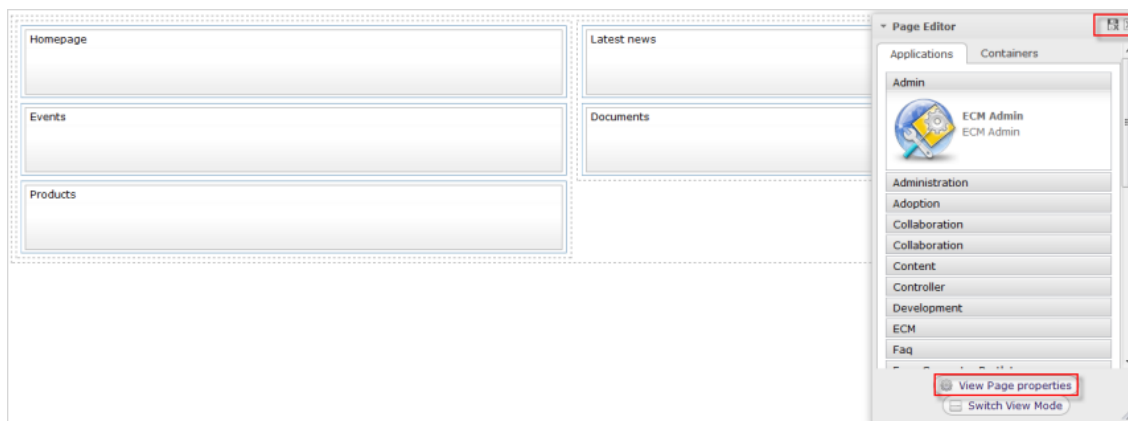 Homepage
Latest news
Events
Documents
Products
Page Editor
Applications Containers
Admin
ECM Admin
ECM Admin
Administration
Adoption
Collaboration
Collaboration
Content
Controller
Development
ECM
Faq
View Page properties
Switch View Mode